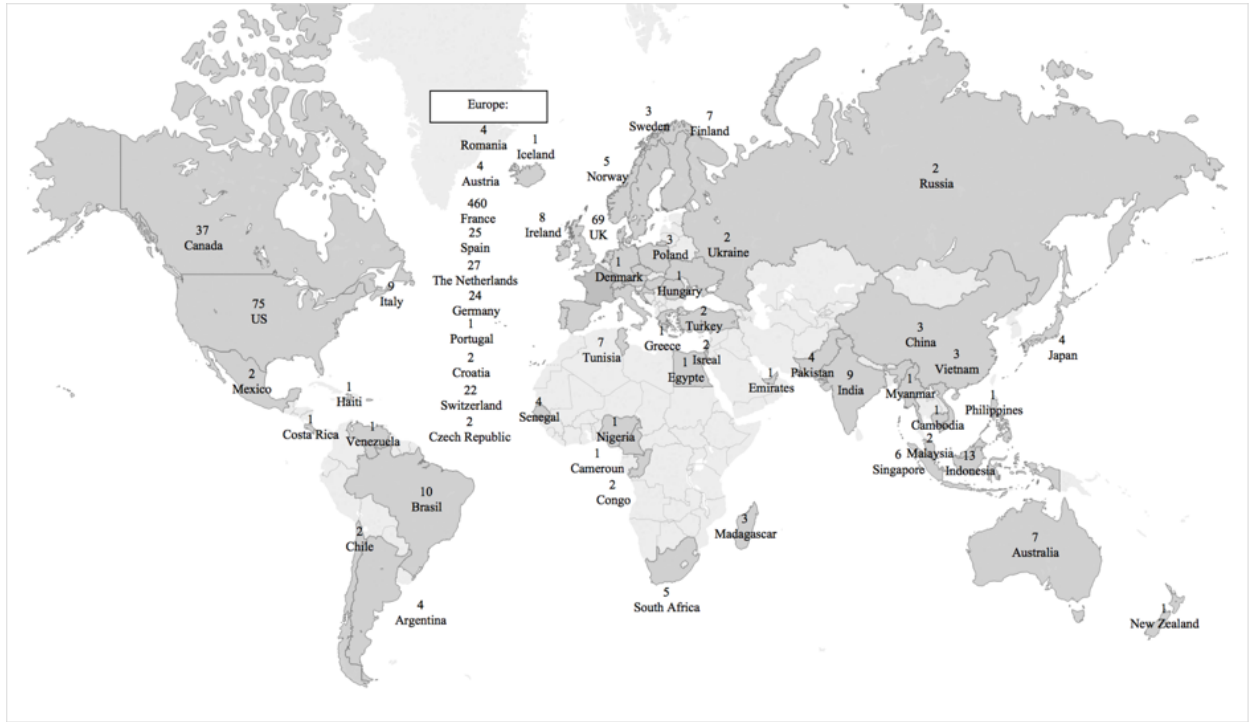 Europe:
4
Romania
4
Austria
460
France
25
Spain
27
The Netherlands
24
Germany
1
Portugal
2
Croatia
22
Switzerland
2
Czech Republic
1
Iceland
3
Sweden
7
Finland
5
Norway
8
Ireland
69
UK
3
Poland
2
Ukraine
1
Denmark
1
Hungary
2
Russia
37
Canada
75
US
9
Italy
2
Mexico
1
Haiti
1
Costa Rica
1
Venezuela
10
Brasil
2
Chile
4
Argentina
2
Turkey
1
Greece
2
Isreal
7
Tunisia
1
Egypte
1
Emirates
4
Senegal
1
Nigeria
1
Cameroun
2
Congo
3
Madagascar
5
South Africa
4
Pakistan
9
India
3
China
3
Vietnam
4
Japan
1
Myanmar
1
Philippines
1
Cambodia
2
Malaysia
6
Singapore
13
Indonesia
7
Australia
1
New Zealand